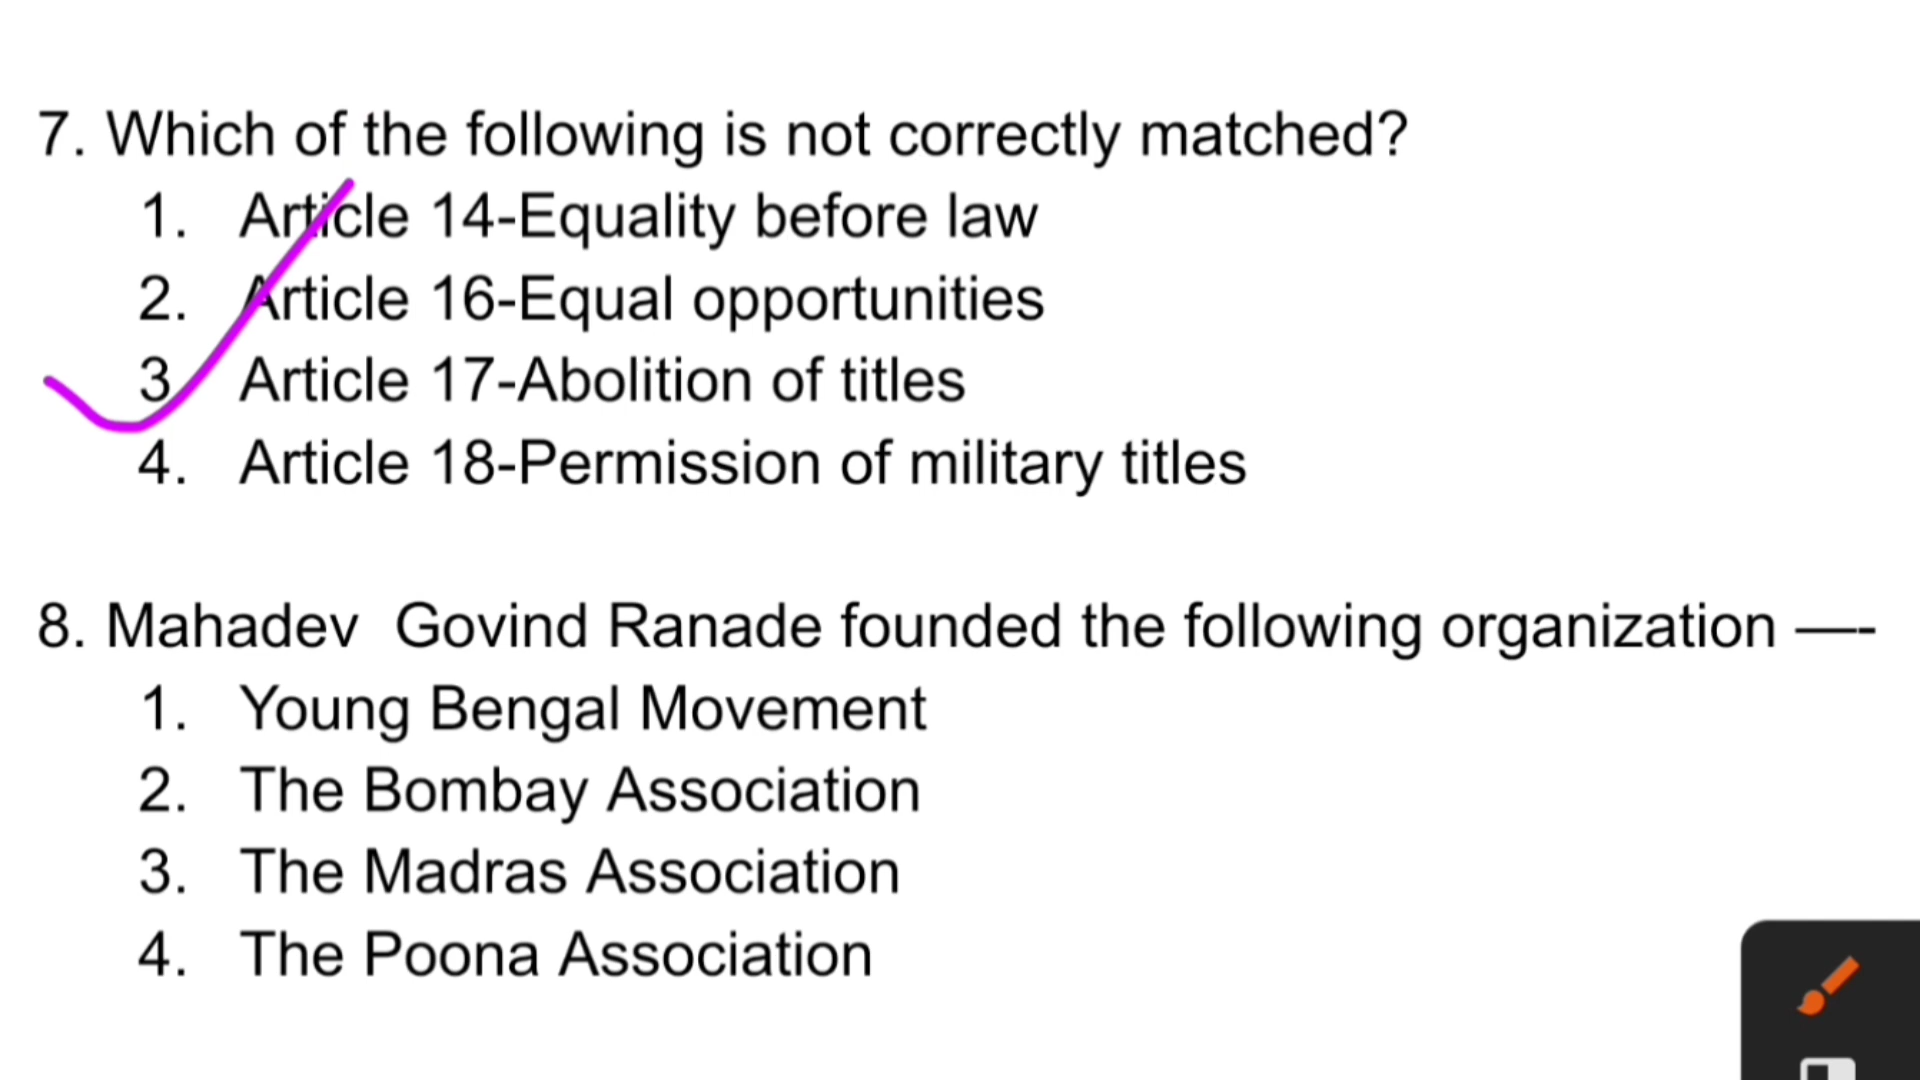 7. Which of the following is not correctly matched?
1. Article 14-Equality before law
2. Article 16-Equal opportunities
3. Article 17-Abolition of titles
4. Article 18-Permission of military titles
8. Mahadev  Govind Ranade founded the following organization —-
1. Young Bengal Movement
2. The Bombay Association
3. The Madras Association
4. The Poona Association